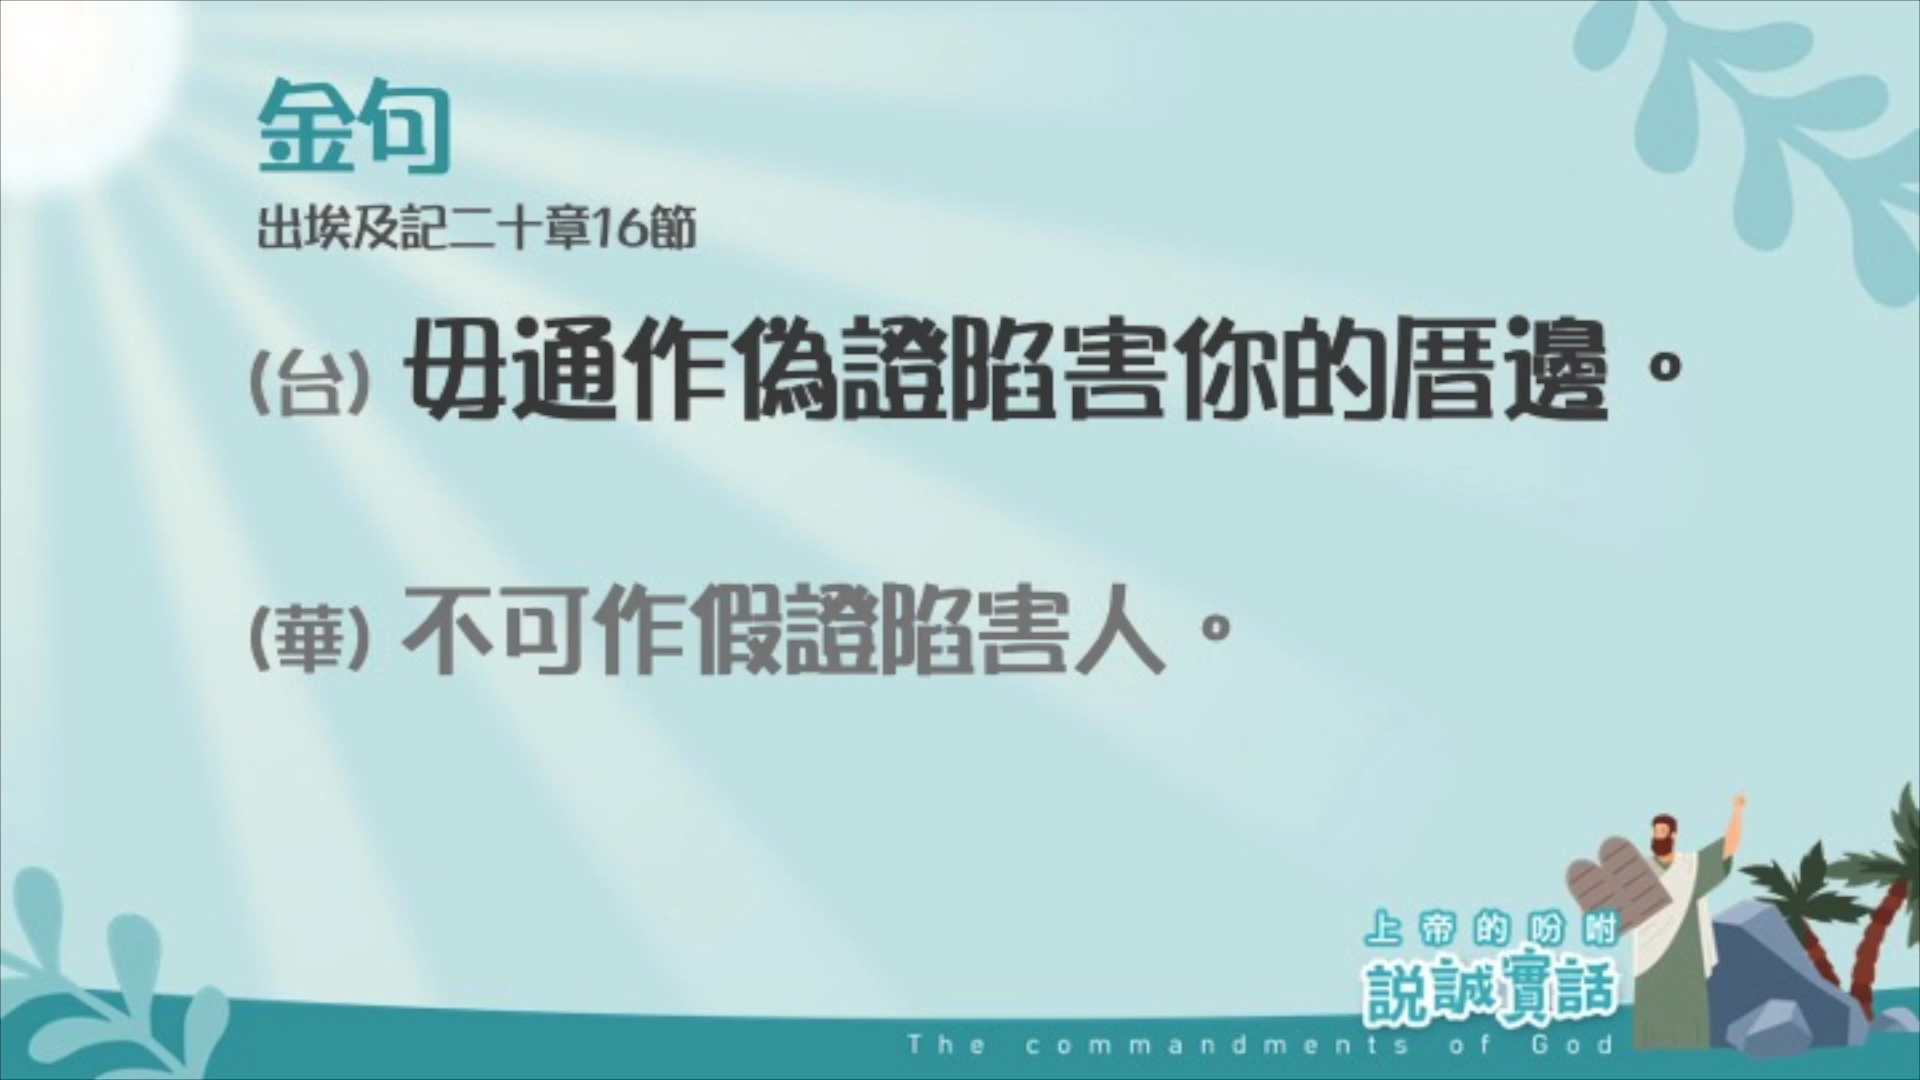 金句
出埃及記二十章16節
(台) 毋通作偽證陷害你的厝邊。
(華) 不可作假證陷害人。
上帝的吩咐
説誠實話
The commandments of God